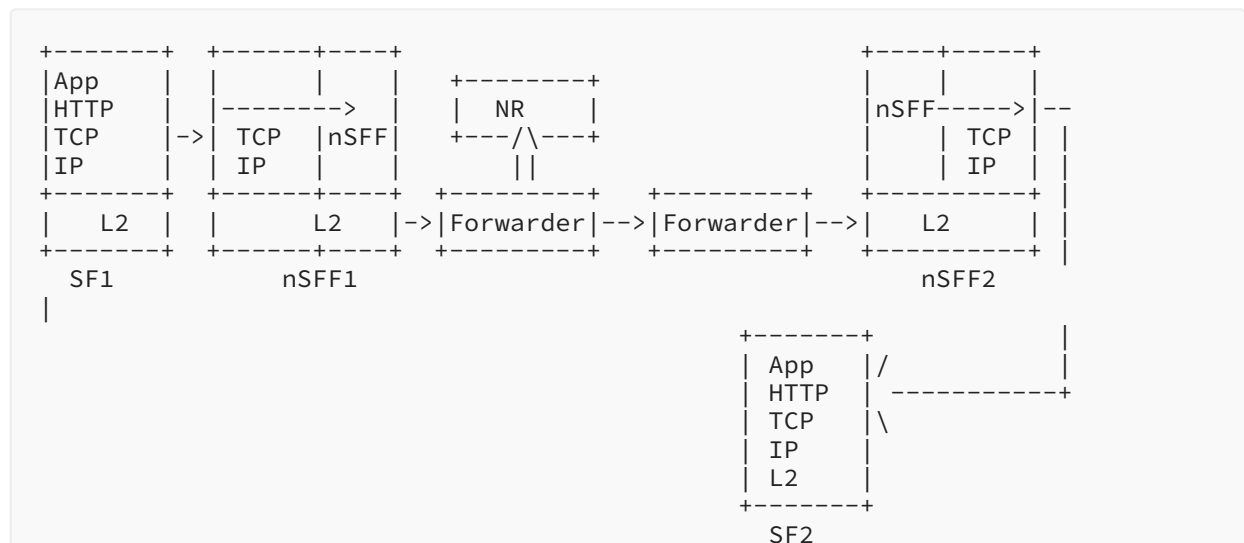 +-------+  +------+----+                                +----+-----+
|App    |  |      |    |   +--------+                   |    |     |
|HTTP   |  |--------> |   |  NR    |                   |nSFF----->|--
|TCP    |->| TCP  |nSFF|   +---/\---+                   |    | TCP | |
|IP     |  | IP   |    |       ||                       |    | IP  | |
+-------+  +------+----+  +---------+   +---------+     +----------+ |
|   L2  |  |      L2   |->|Forwarder|-->|Forwarder|-->|   L2       | |
+-------+  +------+----+  +---------+   +---------+     +----------+ |
  SF1         nSFF1                                        nSFF2
|
                                                +-------+            |
                                                | App   |/           |
                                                | HTTP  | -----------+
                                                | TCP   |\
                                                | IP    |
                                                | L2    |
                                                +-------+
                                                  SF2